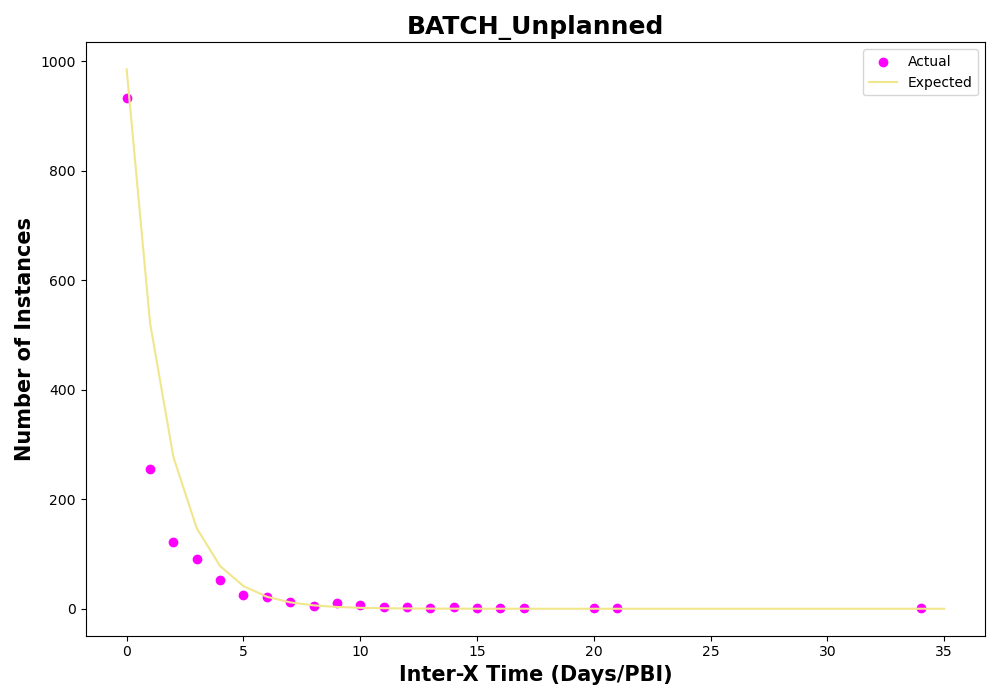 BATCH_Unplanned
Actual
Expected
Number of Instances
1000
800
600
400
200
0
0
5
10
15
20
25
30
35
Inter-X Time (Days/PBI)